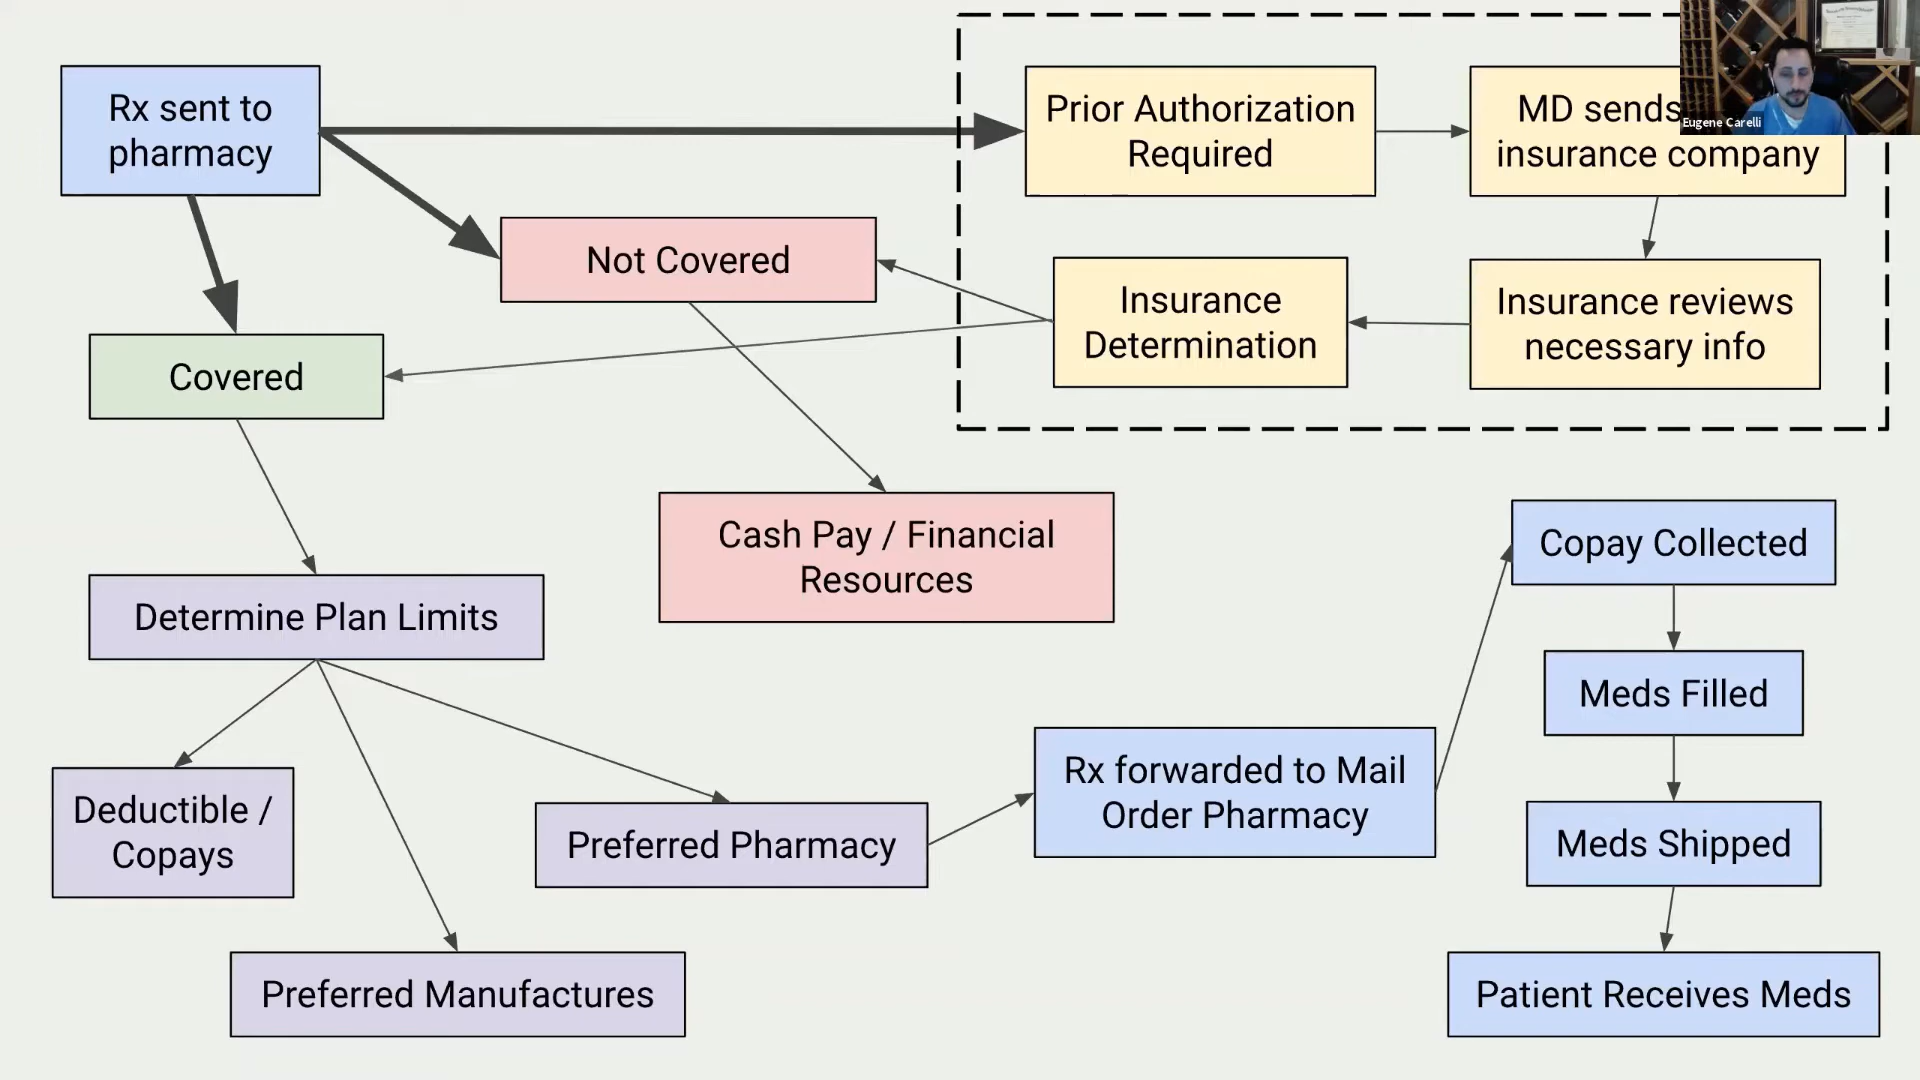 Rx sent to
pharmacy
Prior Authorization
Required
MD sends
insurance company
Eugene Carelli
Not Covered
Insurance
Determination
Insurance reviews
necessary info
Covered
Cash Pay / Financial
Resources
Copay Collected
Determine Plan Limits
Meds Filled
Rx forwarded to Mail
Order Pharmacy
Deductible /
Copays
Preferred Pharmacy
Meds Shipped
Preferred Manufactures
Patient Receives Meds